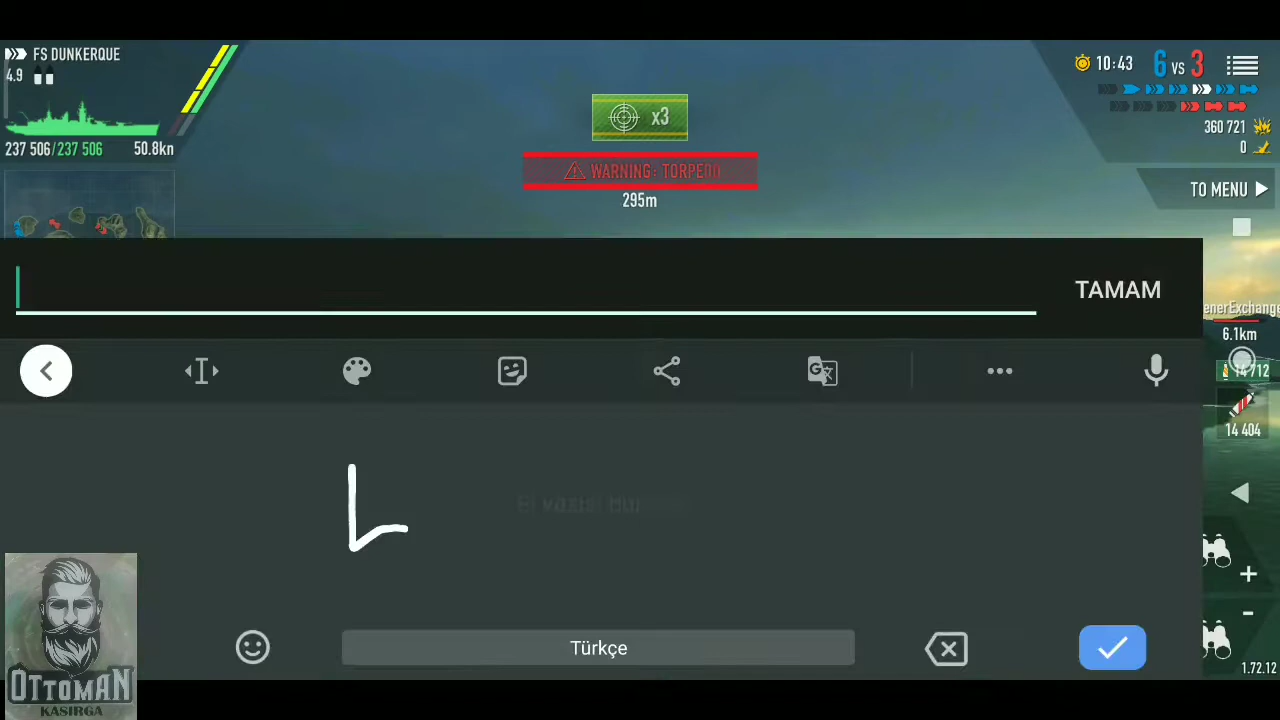 FS DUNKERQUE
4.9
237 506/237 506
50.8kn
x3
WARNING: TORPEDO
295m
10:43
6 VS 3
360 721
0
TO MENU
TAMAM
enerExchange
6.1km
14 712
14 404
L
Türkçe
+
-
1.72.12
OTTOMAN
KASIRGA